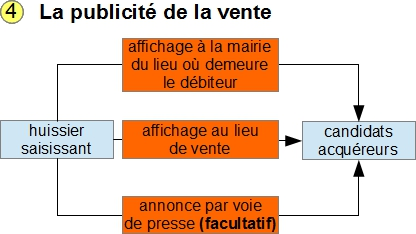 4 La publicité de la vente
affichage à la mairie
du lieu où demeure
le débiteur
huissier
saisissant
affichage au lieu
de vente
candidats
acquéreurs
annonce par voie
de presse (facultatif)